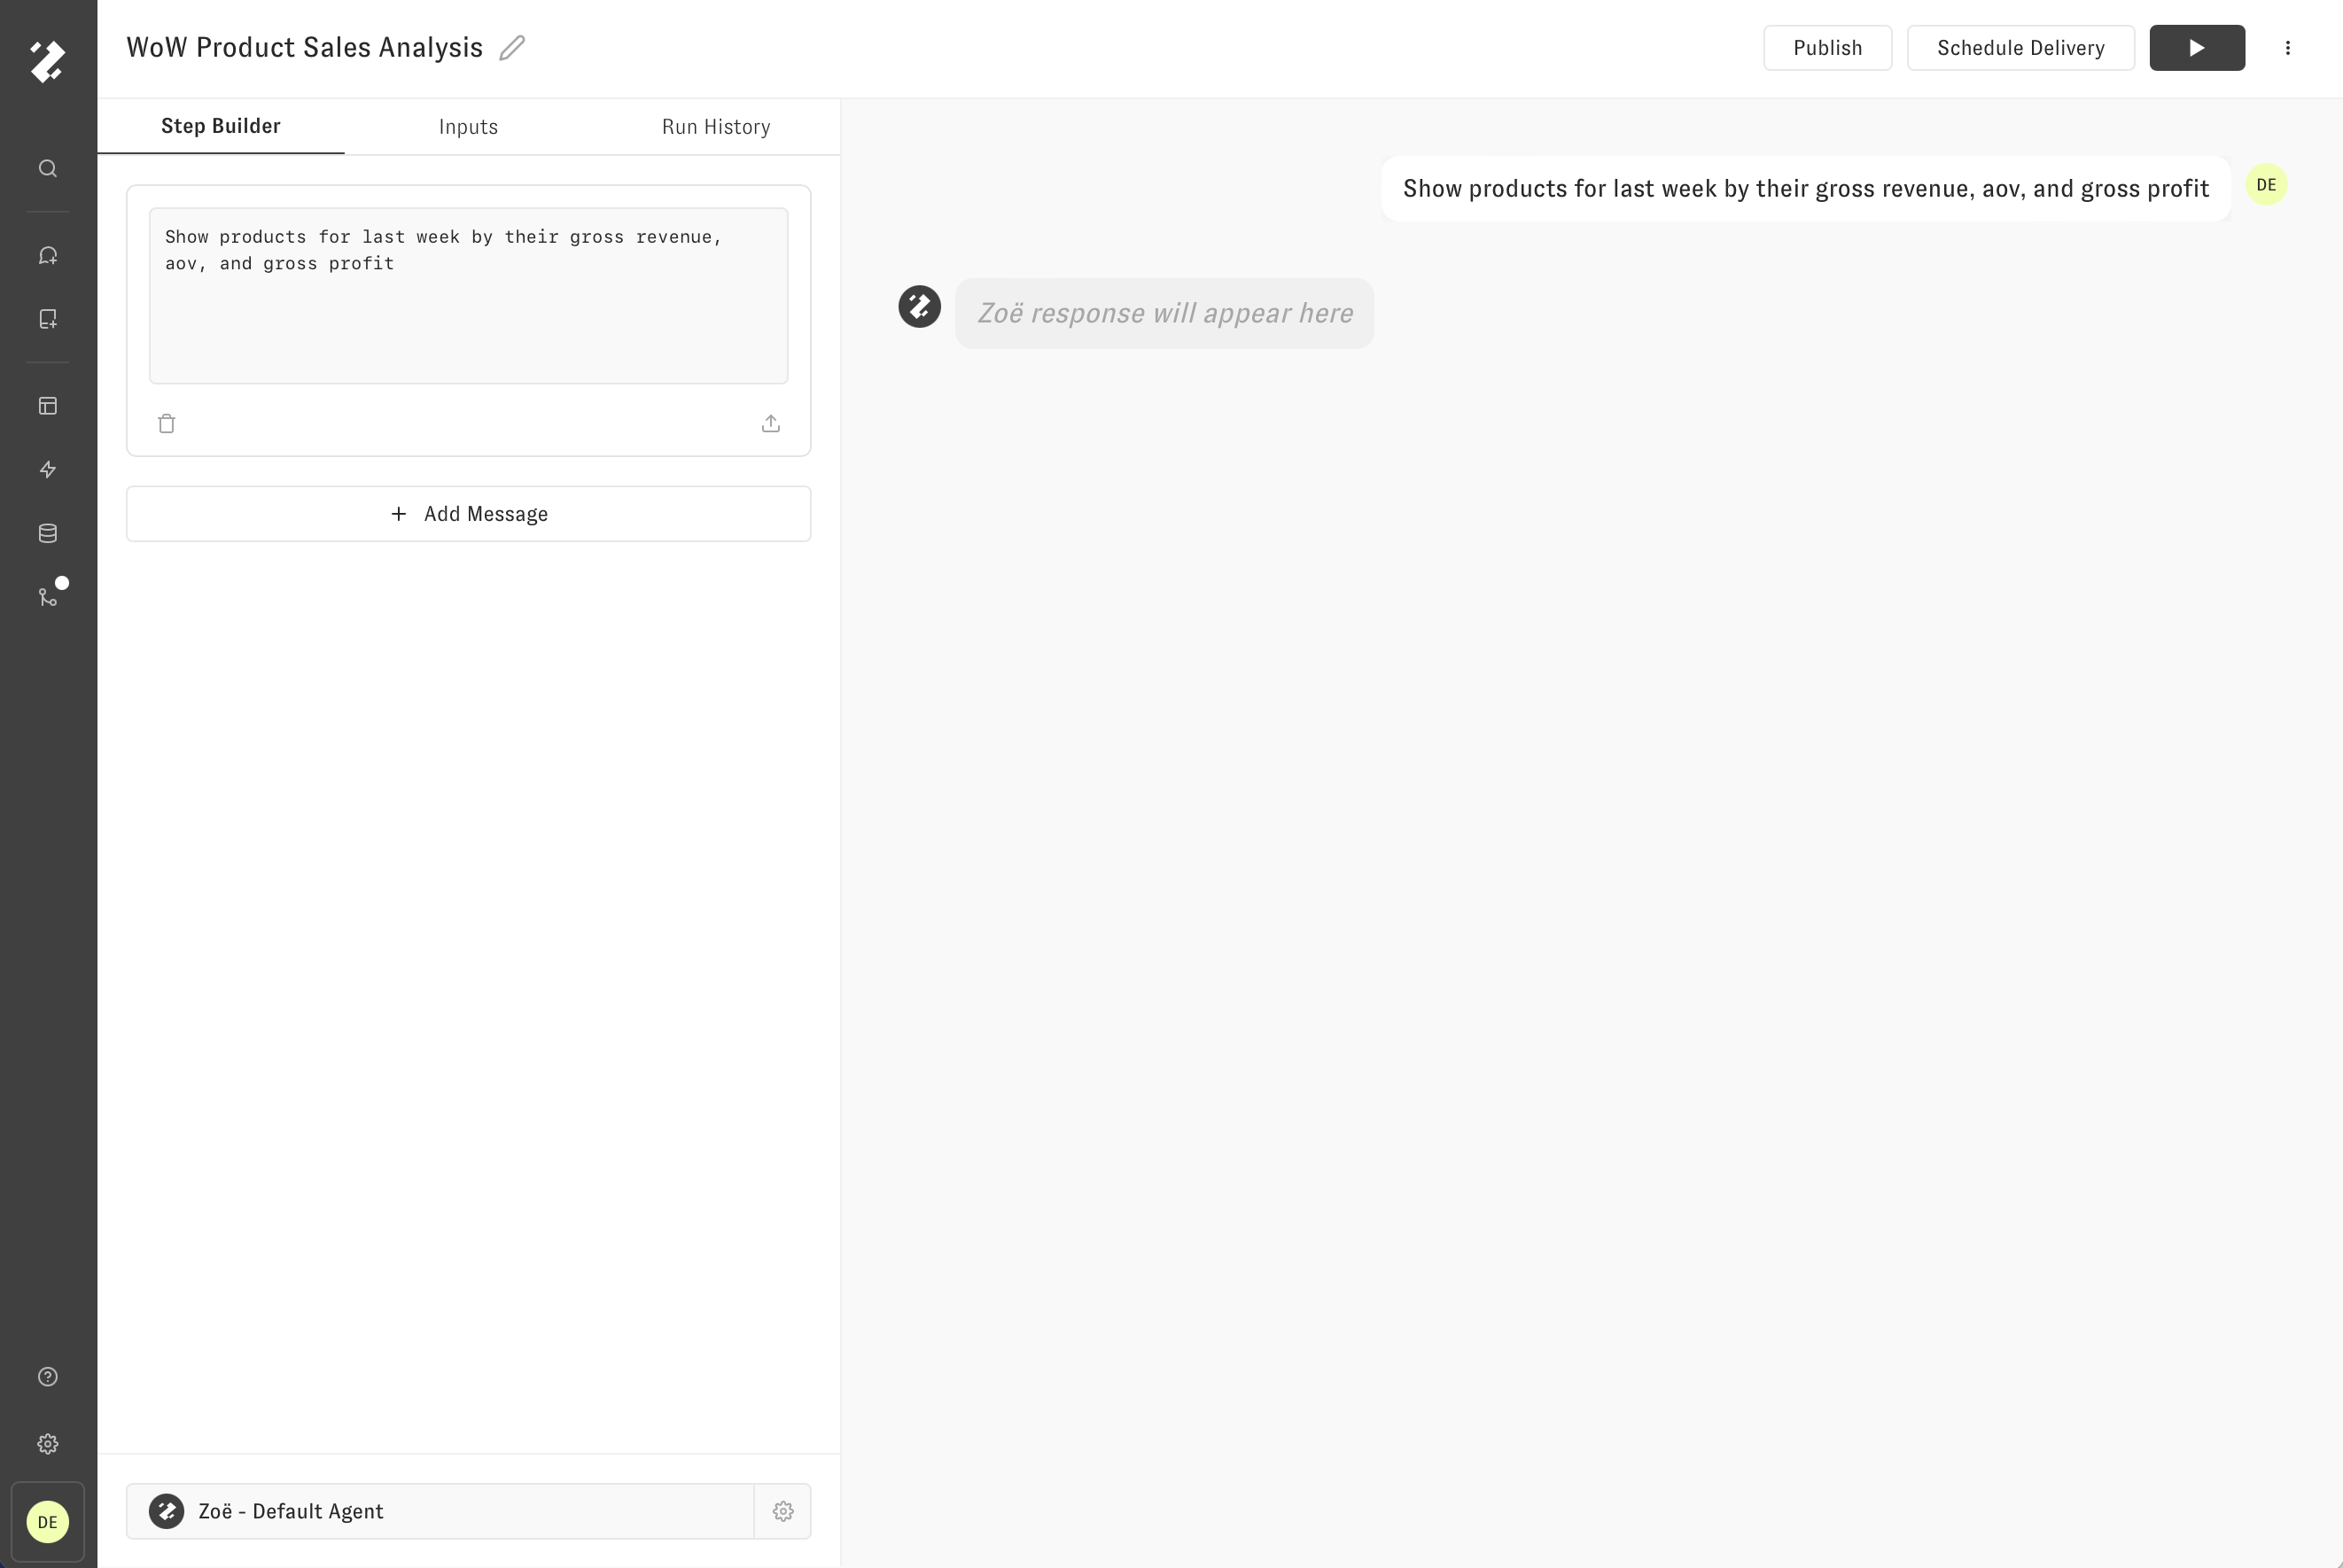 WoW Product Sales Analysis
Publish
Schedule Delivery
Step Builder
Inputs
Run History
Show products for last week by their gross revenue,
aov, and gross profit
Add Message
Show products for last week by their gross revenue, aov, and gross profit
DE
Zoë response will appear here
Zoë - Default Agent
DE